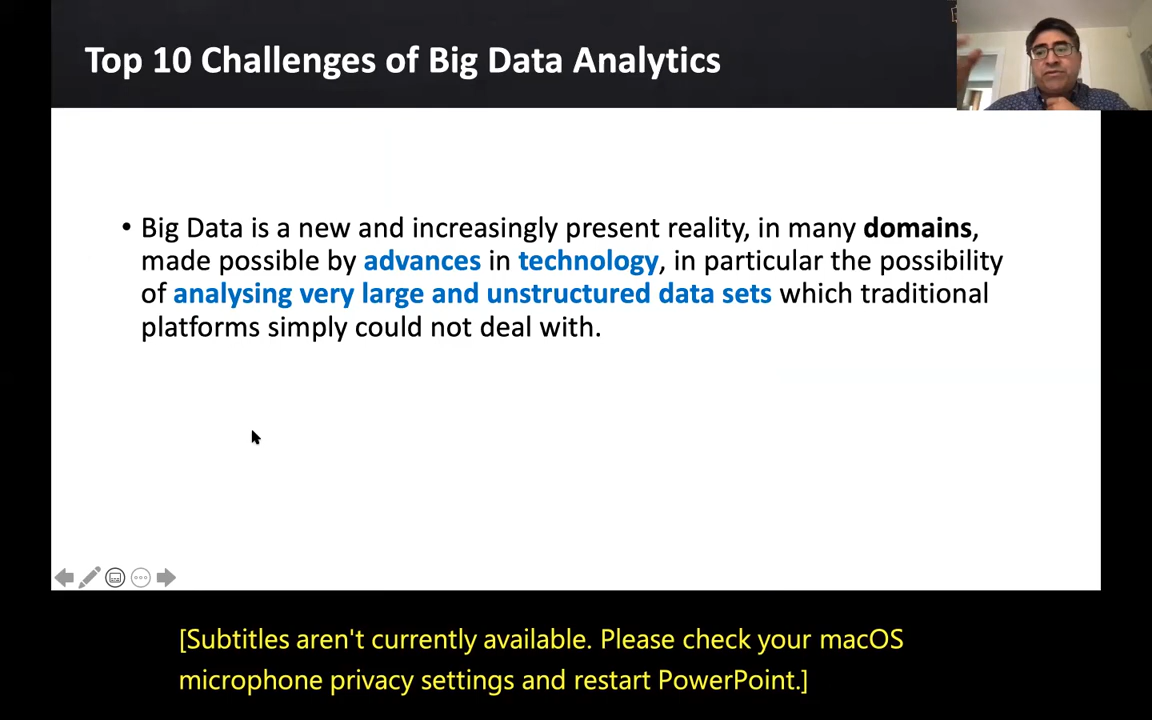 Top 10 Challenges of Big Data Analytics
• Big Data is a new and increasingly present reality, in many domains,
made possible by advances in technology, in particular the possibility
of analysing very large and unstructured data sets which traditional
platforms simply could not deal with.
[Subtitles aren't currently available. Please check your macOS
microphone privacy settings and restart PowerPoint.]